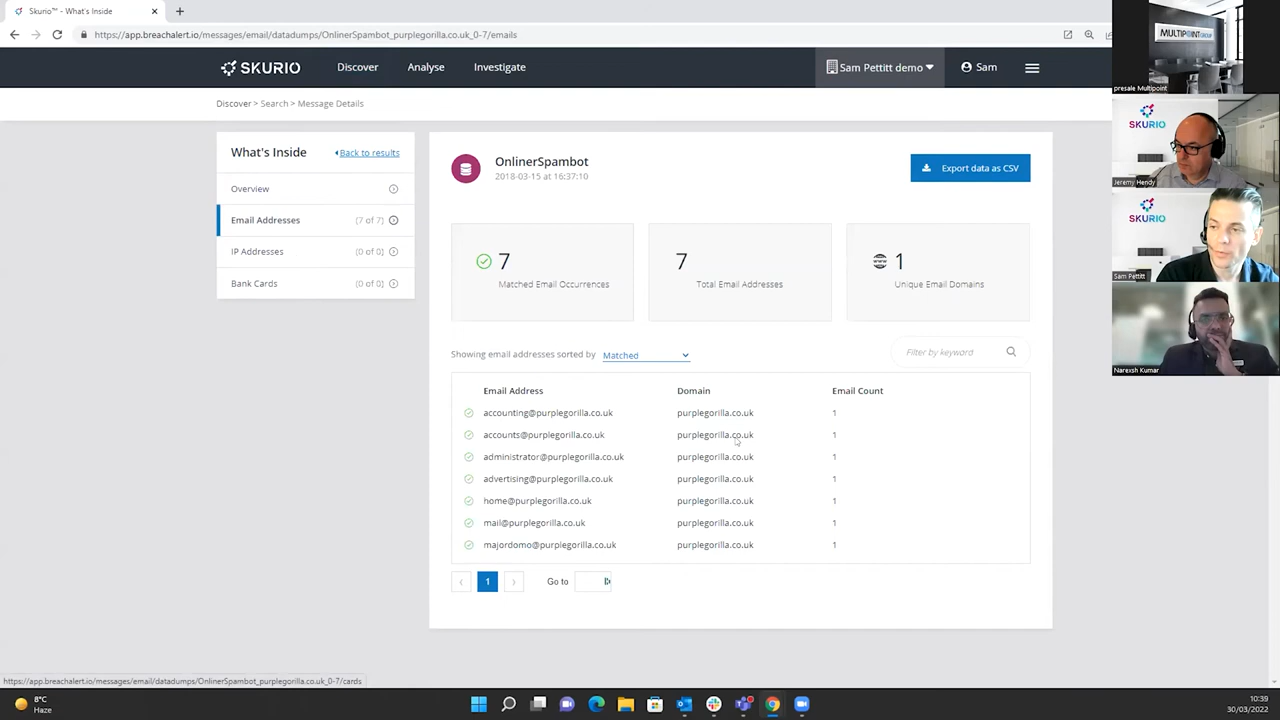 Skurio™ - What's Inside
https://app.breachalert.io/messages/email/datadumps/OnlinerSpambot_purplegorilla.co.uk_0-7/emails
SKURIO
Discover
Analyse
Investigate
Sam Pettitt demo
Sam
Discover > Search > Message Details
What's Inside
Back to results
Overview
Email Addresses
[7 of 7]
IP Addresses
[0 of 0]
Bank Cards
[0 of 0]
OnlinerSpambot
2018-03-15 at 16:37:10
Export data as CSV
7
Matched Email Occurrences
7
Total Email Addresses
www
1
Unique Email Domains
Showing email addresses sorted by
Matched
Filter by keyword
Email Address Domain Email Count
accounting@purplegorilla.co.uk purplegorilla.co.uk 1
accounts@purplegorilla.co.uk purplegorilla.co.uk 1
administrator@purplegorilla.co.uk purplegorilla.co.uk 1
advertising@purplegorilla.co.uk purplegorilla.co.uk 1
home@purplegorilla.co.uk purplegorilla.co.uk 1
mail@purplegorilla.co.uk purplegorilla.co.uk 1
majordomo@purplegorilla.co.uk purplegorilla.co.uk 1
1
Go to
https://app.breachalert.io/messages/email/datadumps/OnlinerSpambot_purplegorilla.co.uk_0-7/cards
8°C
Haze
10:39
30/03/2022
MULTIPOINT GROUP
presale Multipoint
SKURIO
Jeremy Hendy
SKURIO
Sam Pettitt
Narexsh Kumar